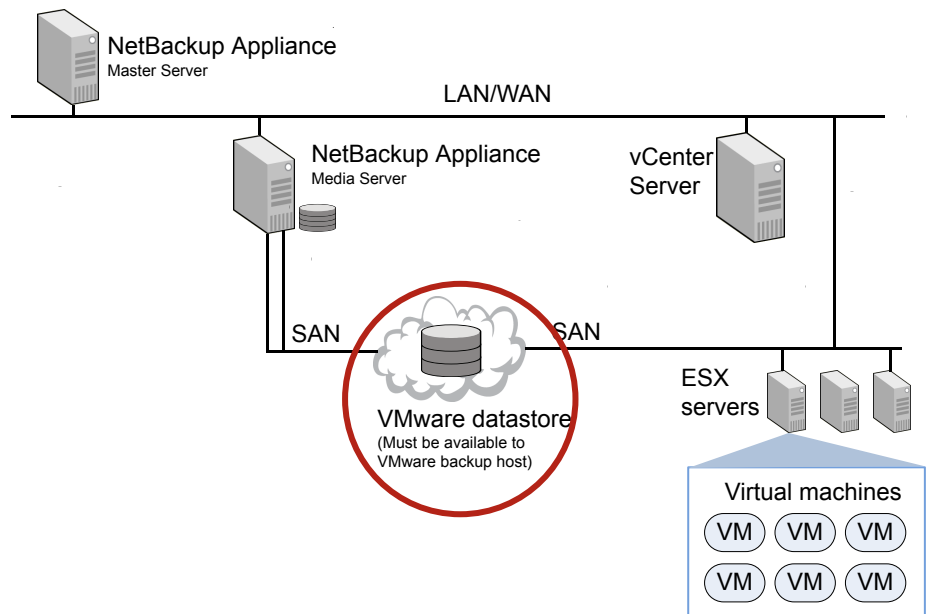 NetBackup Appliance
Master Server
LAN/WAN
NetBackup Appliance
Media Server
vCenter
Server
SAN
SAN
VMware datastore
(Must be available to
VMware backup host)
ESX
servers
Virtual machines
VM VM VM
VM VM VM